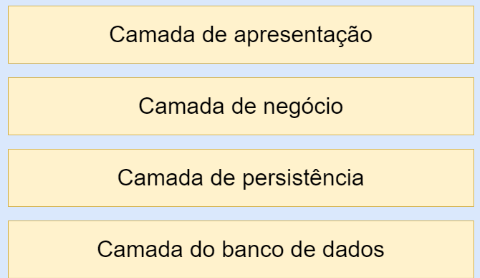 Camada de apresentação
Camada de negócio
Camada de persistência
Camada do banco de dados